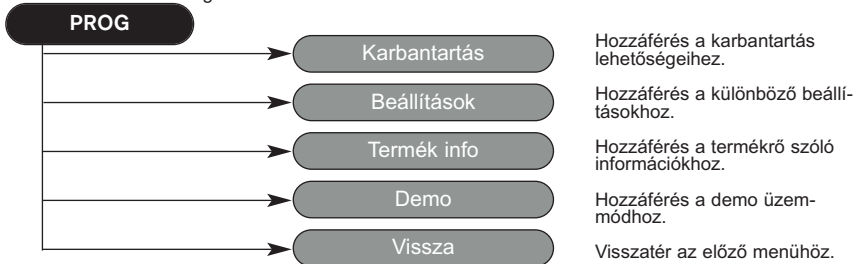 PROG
Karbantartás
Hozzáférés a karbantartás
lehetőségeihez.
Beállítások
Hozzáférés a különböző beállí-
tásokhoz.
Termék info
Hozzáférés a termékrő szóló
információkhoz.
Demo
Hozzáférés a demo üzem-
módhoz.
Vissza
Visszatér az előző menühöz.